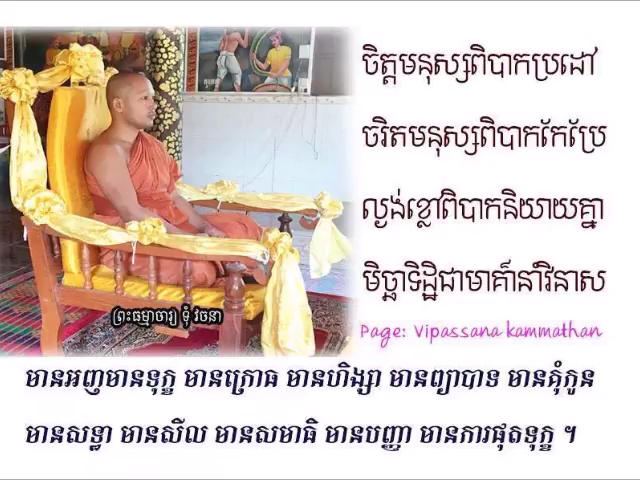 ចិត្តមនុស្សពិបាកប្រដៅ
ចរិតមនុស្សពិបាកកែប្រែ
ល្ងង់ខ្លៅពិបាកនិយាយគ្នា
មិច្ឆាទិដ្ឋិជាមាគ៌ានាំវិនាស
Page: Vipassana kammathan
(ព្រះធម្មាចារ្យ) ទុំ វចនា
មានអញមានទុក្ខ មានក្រោធ មានហិង្សា មានព្យាបាទ មានគុំកួន
មានសទ្ធា មានសីល មានសមាធិ មានបញ្ញា មានការផុតទុក្ខ ។